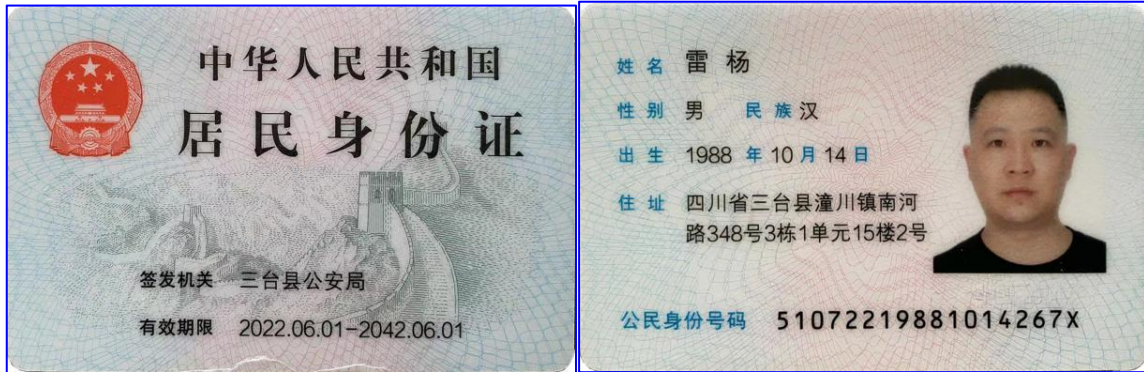 中华人民共和国
居民身份证
签发机关 三台县公安局
有效期限 2022.06.01-2042.06.01
姓名 雷杨
性别 男 民族 汉
出生 1988 年 10 月 14 日
住址 四川省三台县潼川镇南河
路348号3栋1单元15楼2号
公民身份号码 51072219881014267X